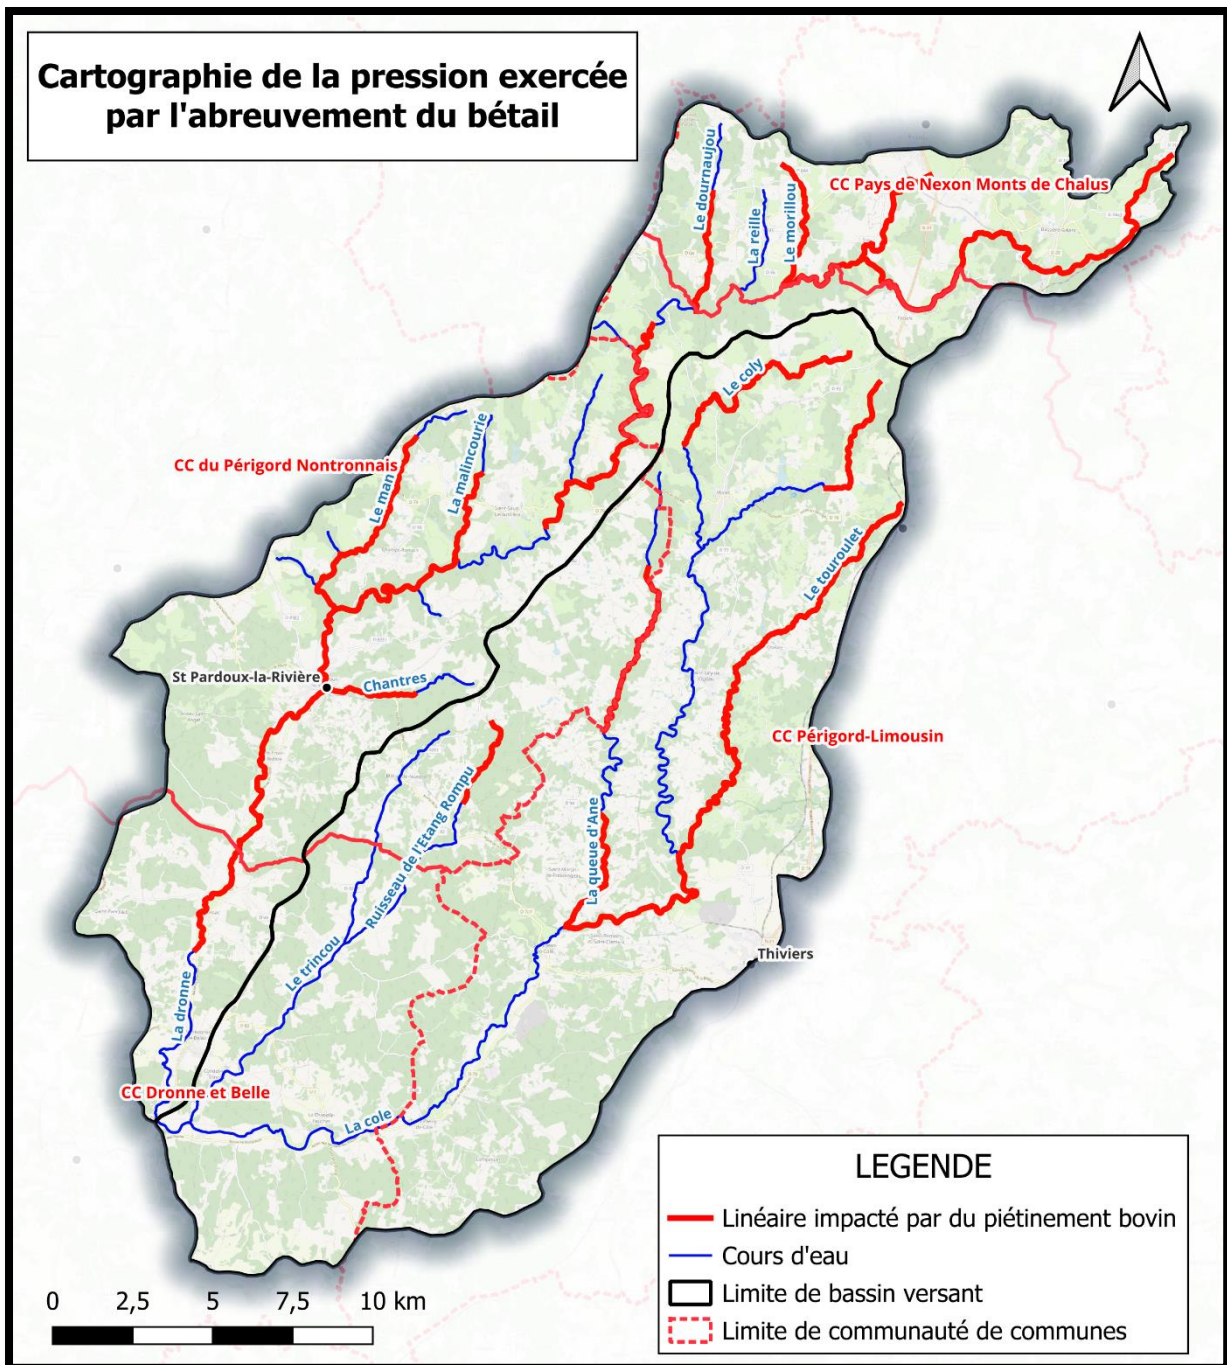 Cartographie de la pression exercée
par l'abreuvement du bétail
Le dournaujou
La reille
Le morillou
CC Pays de Nexon Monts de Chalus
Le coly
CC du Périgord Nontronnais
Le man
La malincourie
Le touroulet
St Pardoux-la-Rivière
Chantres
CC Périgord-Limousin
Ruisseau de l'Etang Rompu
La queue d'Ane
Le trincou
Thiviers
La dronne
CC Dronne et Belle
La cole
LEGENDE
Linéaire impacté par du piétinement bovin
Cours d'eau
Limite de bassin versant
Limite de communauté de communes
0 2,5 5 7,5 10 km